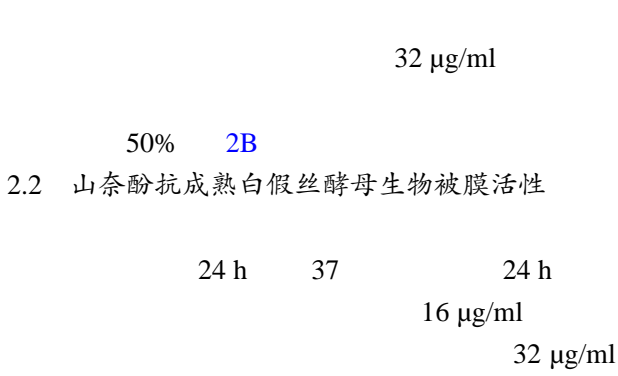 32 μg/ml
50% 2B
2.2 山奈酚抗成熟白假丝酵母生物被膜活性
24 h 37 24 h
16 μg/ml
32 μg/ml